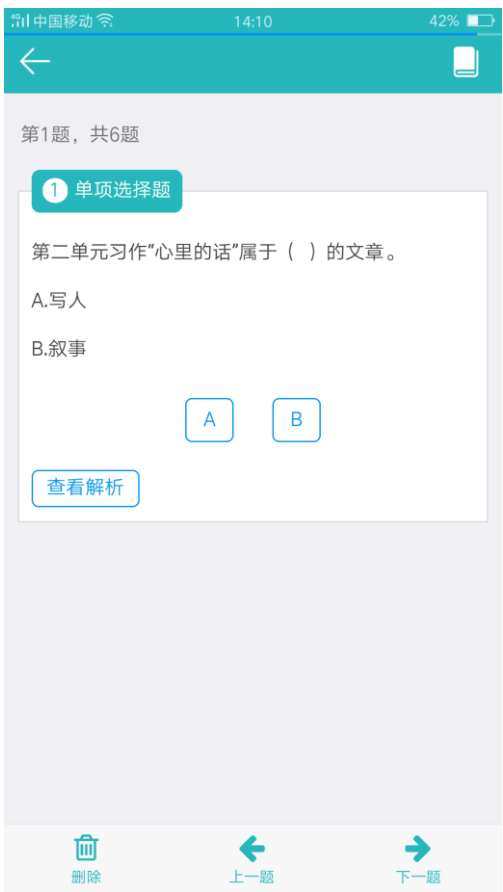 4G 中国移动 14:10 42%
第1题，共6题
1 单项选择题
第二单元习作“心里的话”属于（ ）的文章。
A.写人
B.叙事
A B
查看解析
删除 上一题 下一题